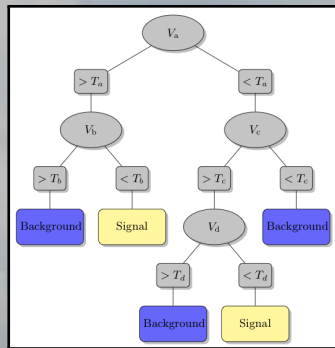 V_a
> T_a
< T_a
V_b
V_c
> T_b
< T_b
> T_c
< T_c
Background
Signal
V_d
Background
> T_d
< T_d
Background
Signal